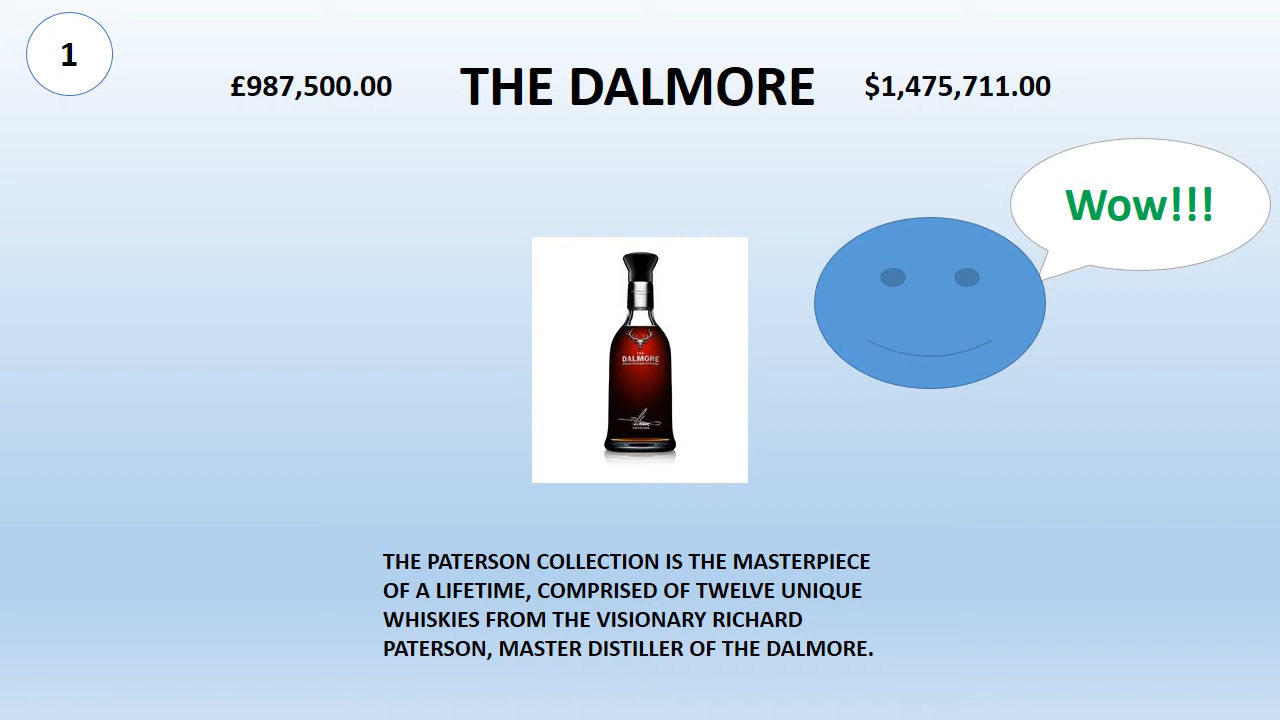 1
£987,500.00
THE DALMORE
$1,475,711.00
Wow!!!
THE
DALMORE
THE PATERSON COLLECTION IS THE MASTERPIECE
OF A LIFETIME, COMPRISED OF TWELVE UNIQUE
WHISKIES FROM THE VISIONARY RICHARD
PATERSON, MASTER DISTILLER OF THE DALMORE.